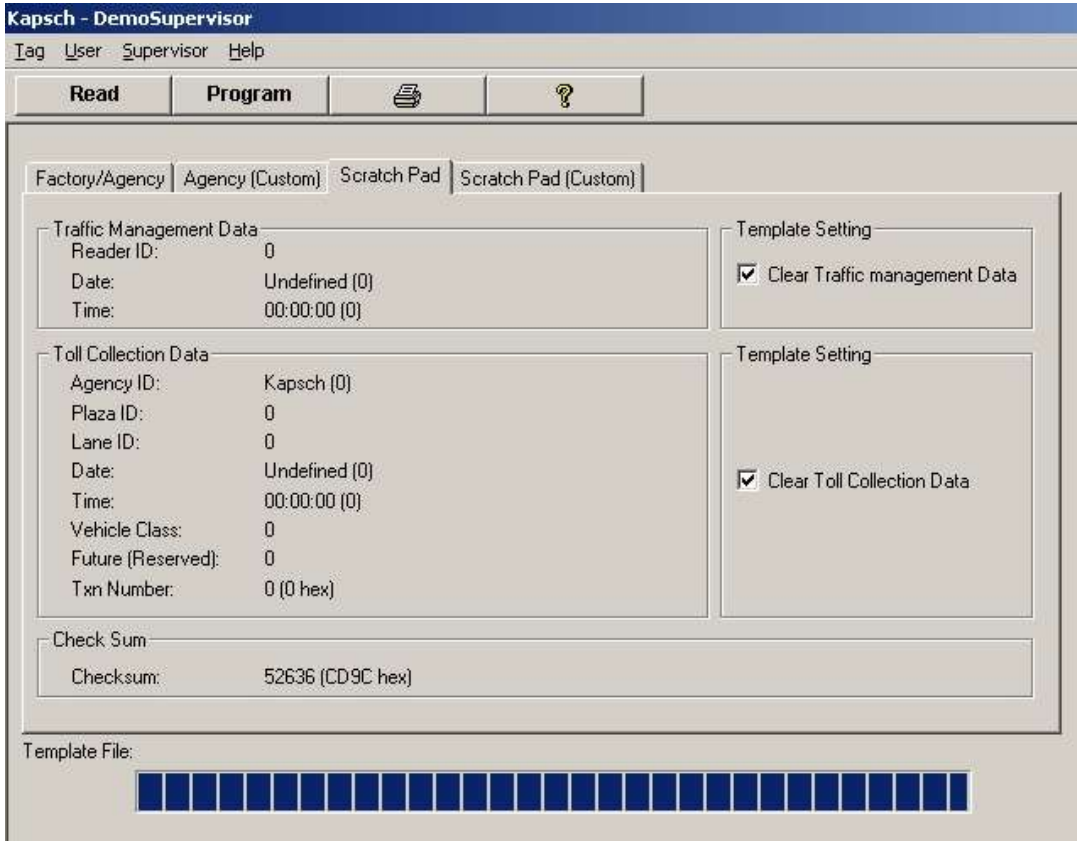 Kapsch - DemoSupervisor
Tag User Supervisor Help
Read Program
Factory/Agency Agency (Custom) Scratch Pad Scratch Pad (Custom)
Traffic Management Data
Reader ID: 0
Date: Undefined (0)
Time: 00:00:00 (0)
Template Setting
Clear Traffic management Data
Toll Collection Data
Agency ID: Kapsch (0)
Plaza ID: 0
Lane ID: 0
Date: Undefined (0)
Time: 00:00:00 (0)
Vehicle Class: 0
Future (Reserved): 0
Txn Number: 0 (0 hex)
Template Setting
Clear Toll Collection Data
Check Sum
Checksum: 52636 (CD9C hex)
Template File: